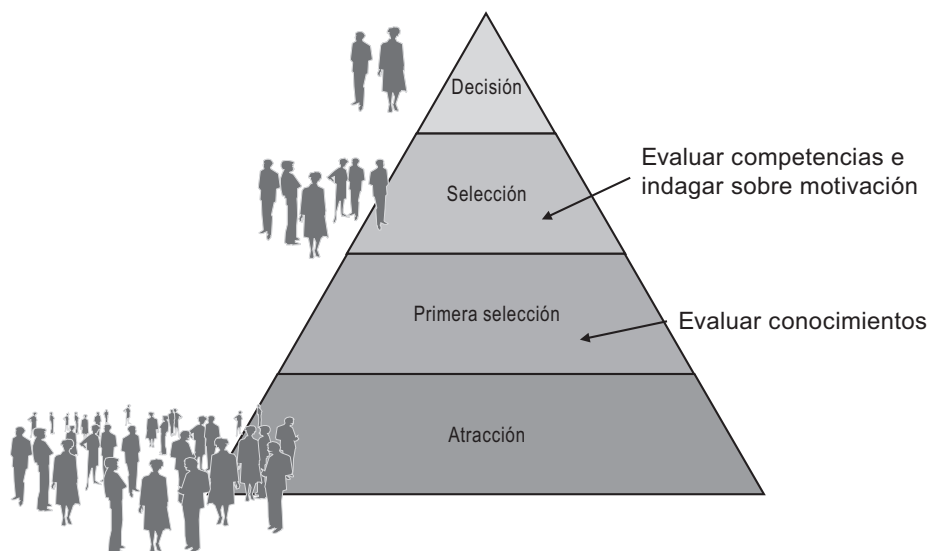 Decisión
Evaluar competencias e
indagar sobre motivación
Selección
Primera selección
Evaluar conocimientos
Atracción